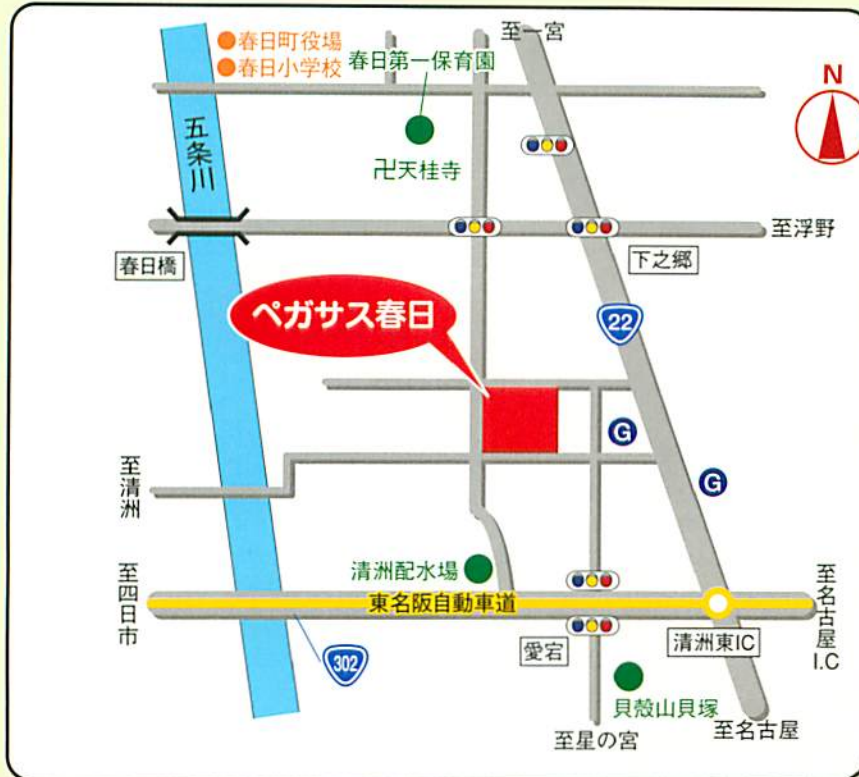 春日町役場
春日小学校
春日第一保育園
至一宮
N
五条川
卍天桂寺
春日橋
下之郷
至浮野
ペガサス春日
22
G
G
至清洲
清洲配水場
至四日市
東名阪自動車道
至名古屋I.C
愛宕
清洲東IC
302
貝殻山貝塚
至星の宮
至名古屋